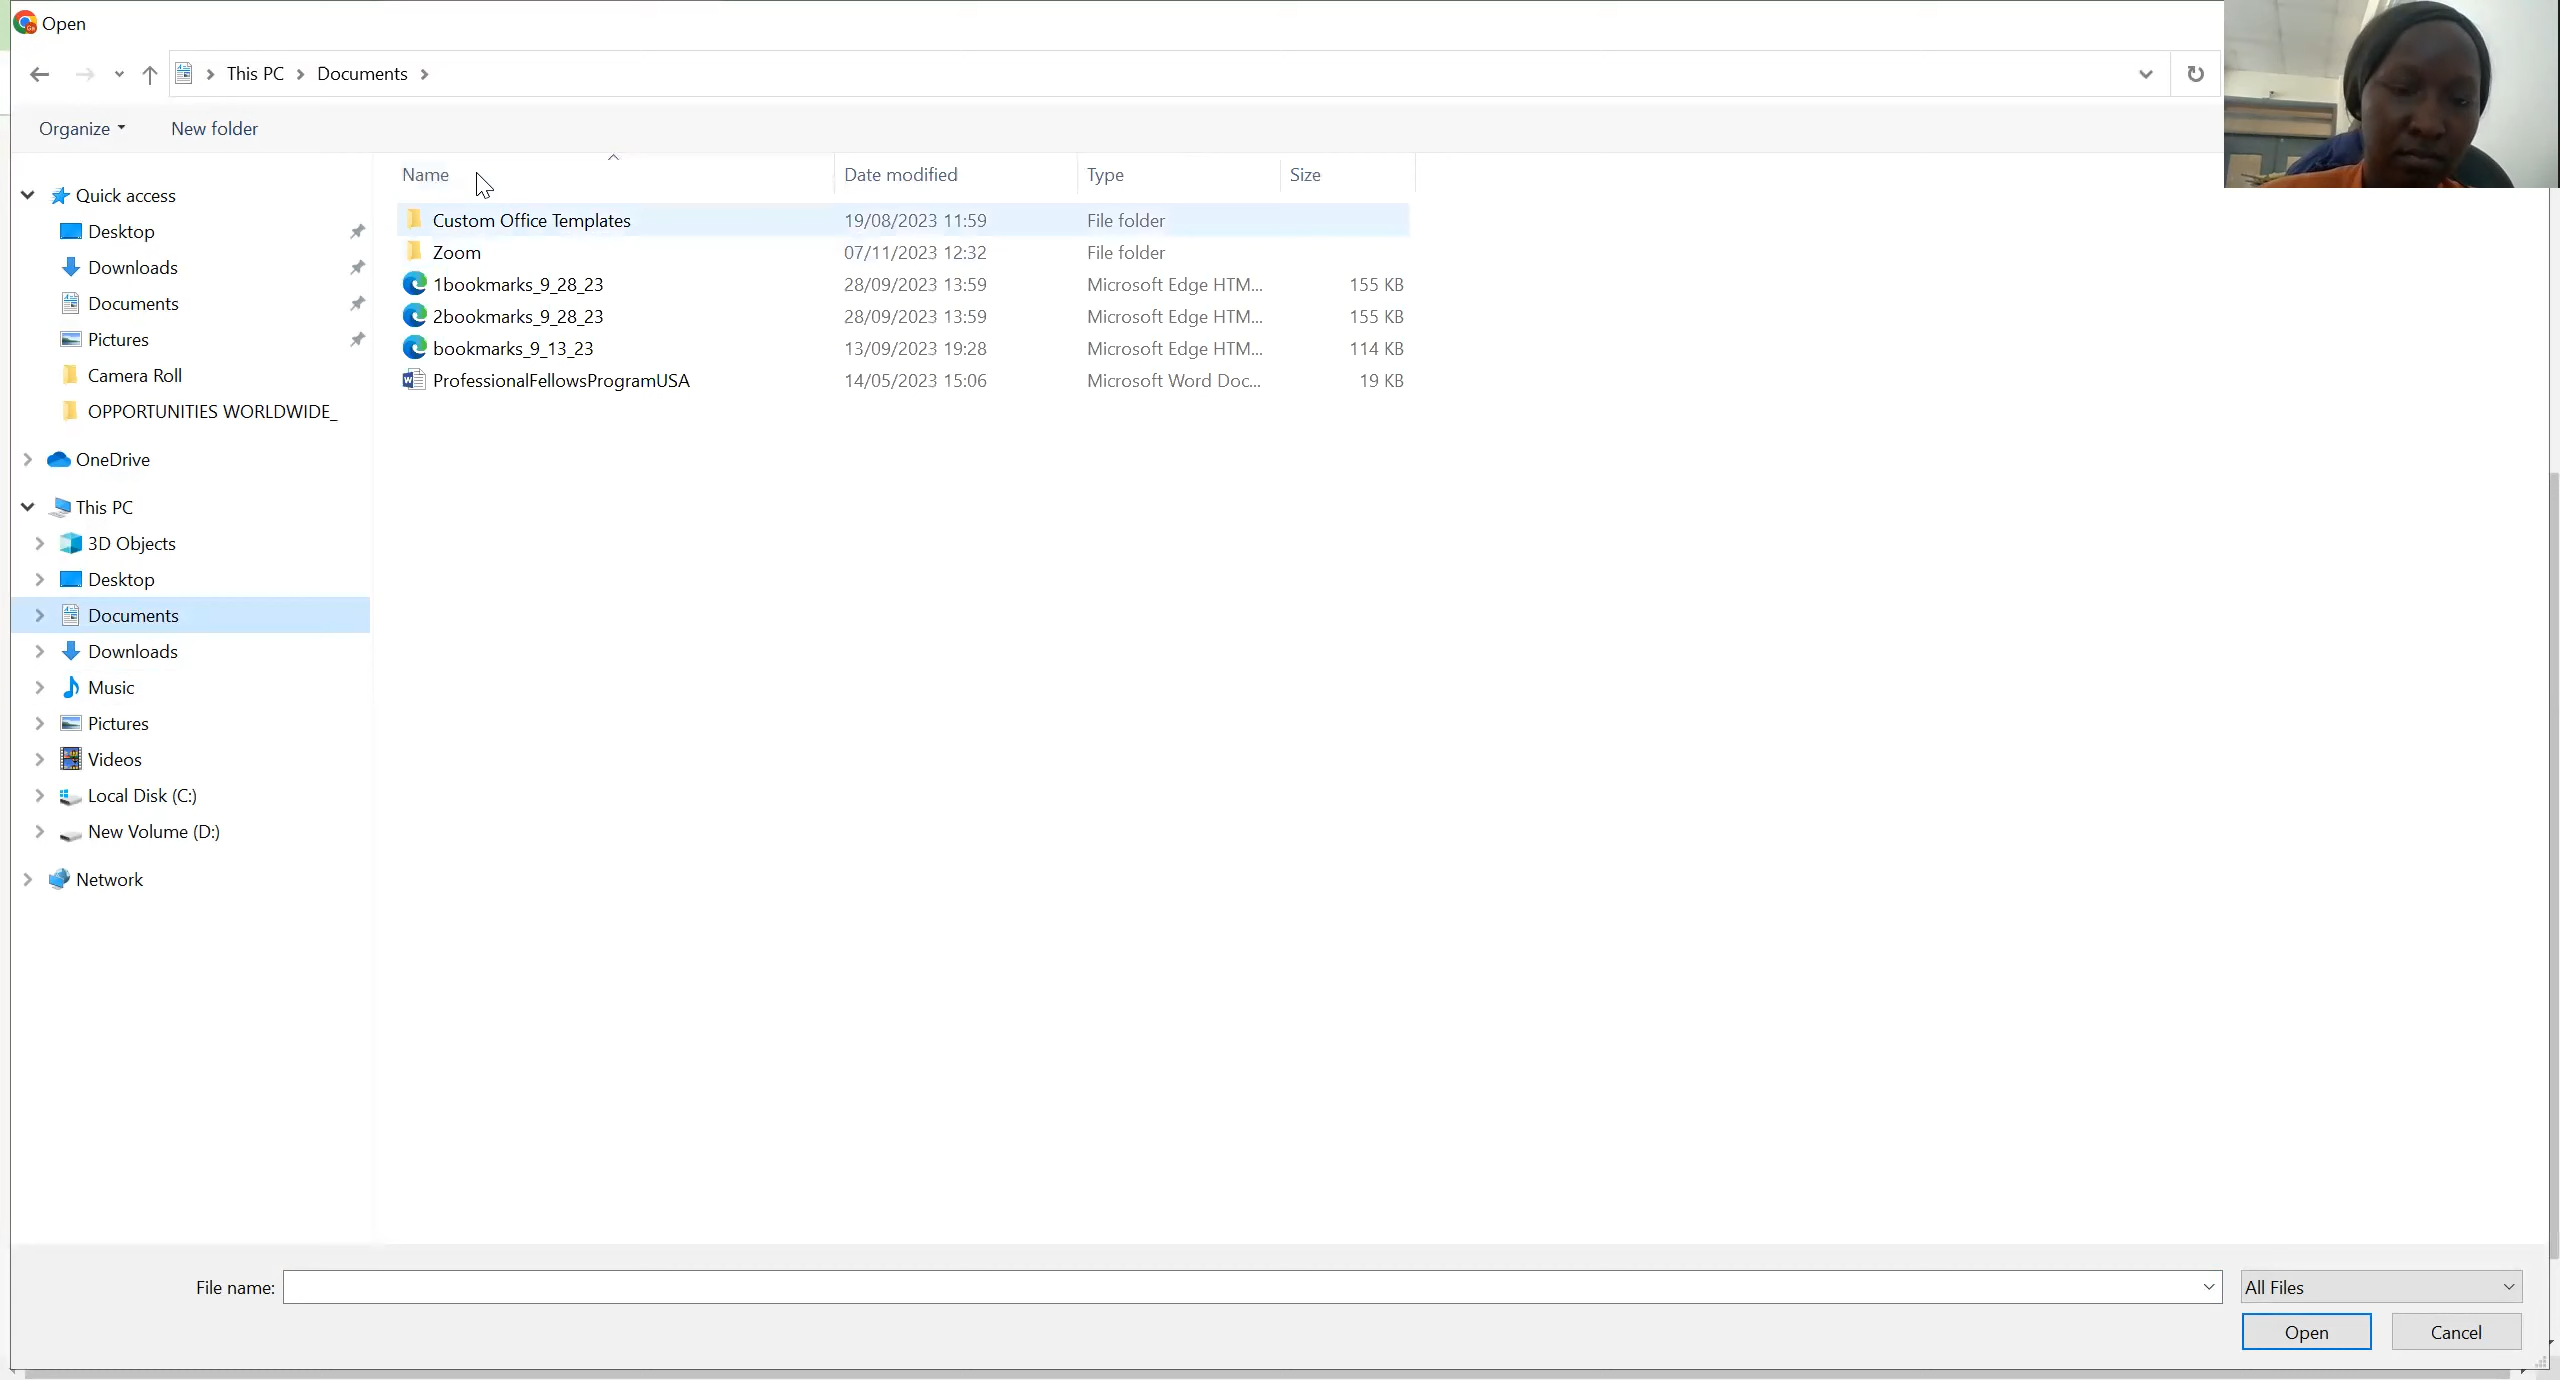 Open
This PC
Documents
Organize
New folder
Name
Date modified
Type
Size
Quick access
Desktop
Downloads
Documents
Pictures
Camera Roll
OPPORTUNITIES WORLDWIDE_
OneDrive
This PC
3D Objects
Desktop
Documents
Downloads
Music
Pictures
Videos
Local Disk (C:)
New Volume (D:)
Network
Custom Office Templates 19/08/2023 11:59 File folder
Zoom 07/11/2023 12:32 File folder
1bookmarks_9_28_23 28/09/2023 13:59 Microsoft Edge HTM... 155 KB
2bookmarks_9_28_23 28/09/2023 13:59 Microsoft Edge HTM... 155 KB
bookmarks_9_13_23 13/09/2023 19:28 Microsoft Edge HTM... 114 KB
ProfessionalFellowsProgramUSA 14/05/2023 15:06 Microsoft Word Doc... 19 KB
File name:
All Files
Open
Cancel